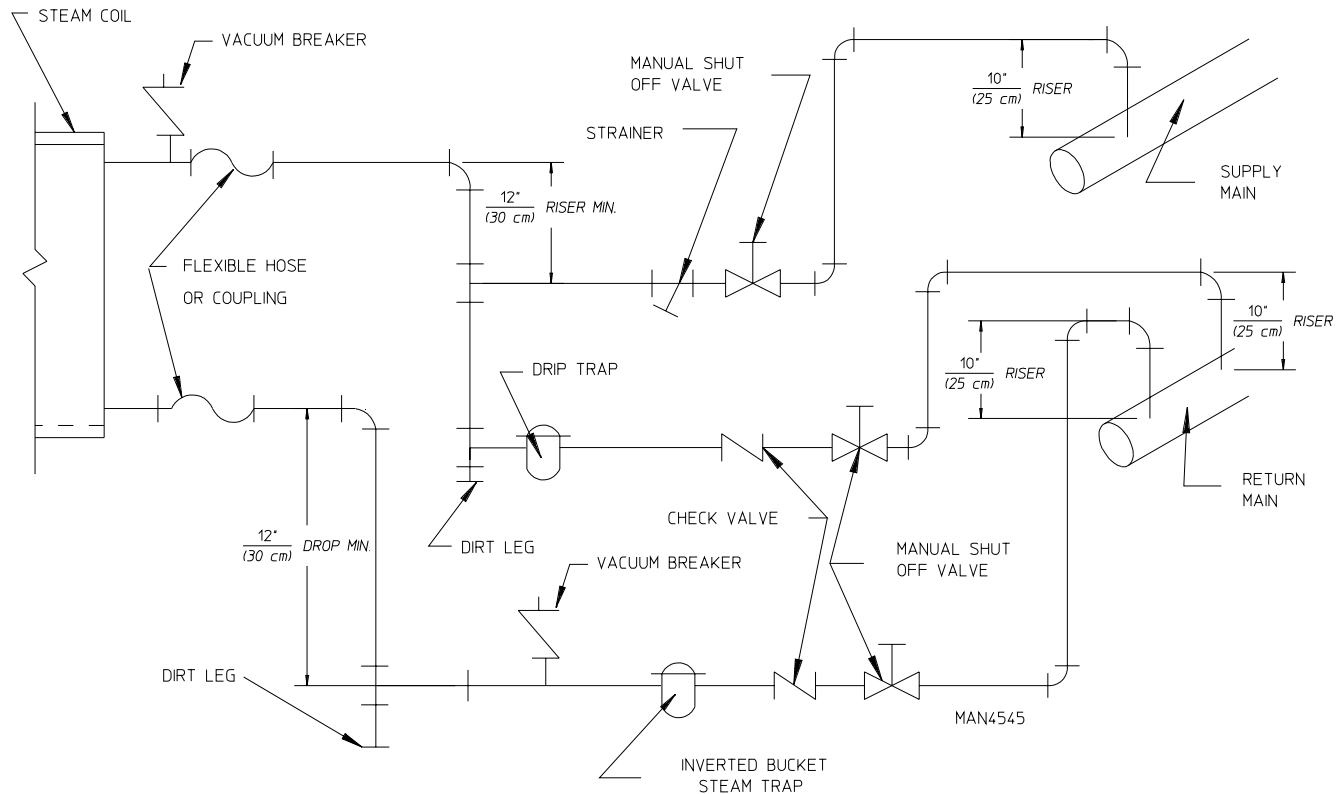 STEAM COIL
VACUUM BREAKER
MANUAL SHUT
OFF VALVE
10"
(25 cm) RISER
STRAINER
SUPPLY
MAIN
12"
(30 cm) RISER MIN.
FLEXIBLE HOSE
OR COUPLING
10"
(25 cm) RISER
10"
(25 cm) RISER
DRIP TRAP
RETURN
MAIN
CHECK VALVE
12"
(30 cm) DROP MIN.
DIRT LEG
MANUAL SHUT
OFF VALVE
VACUUM BREAKER
DIRT LEG
MAN4545
INVERTED BUCKET
STEAM TRAP